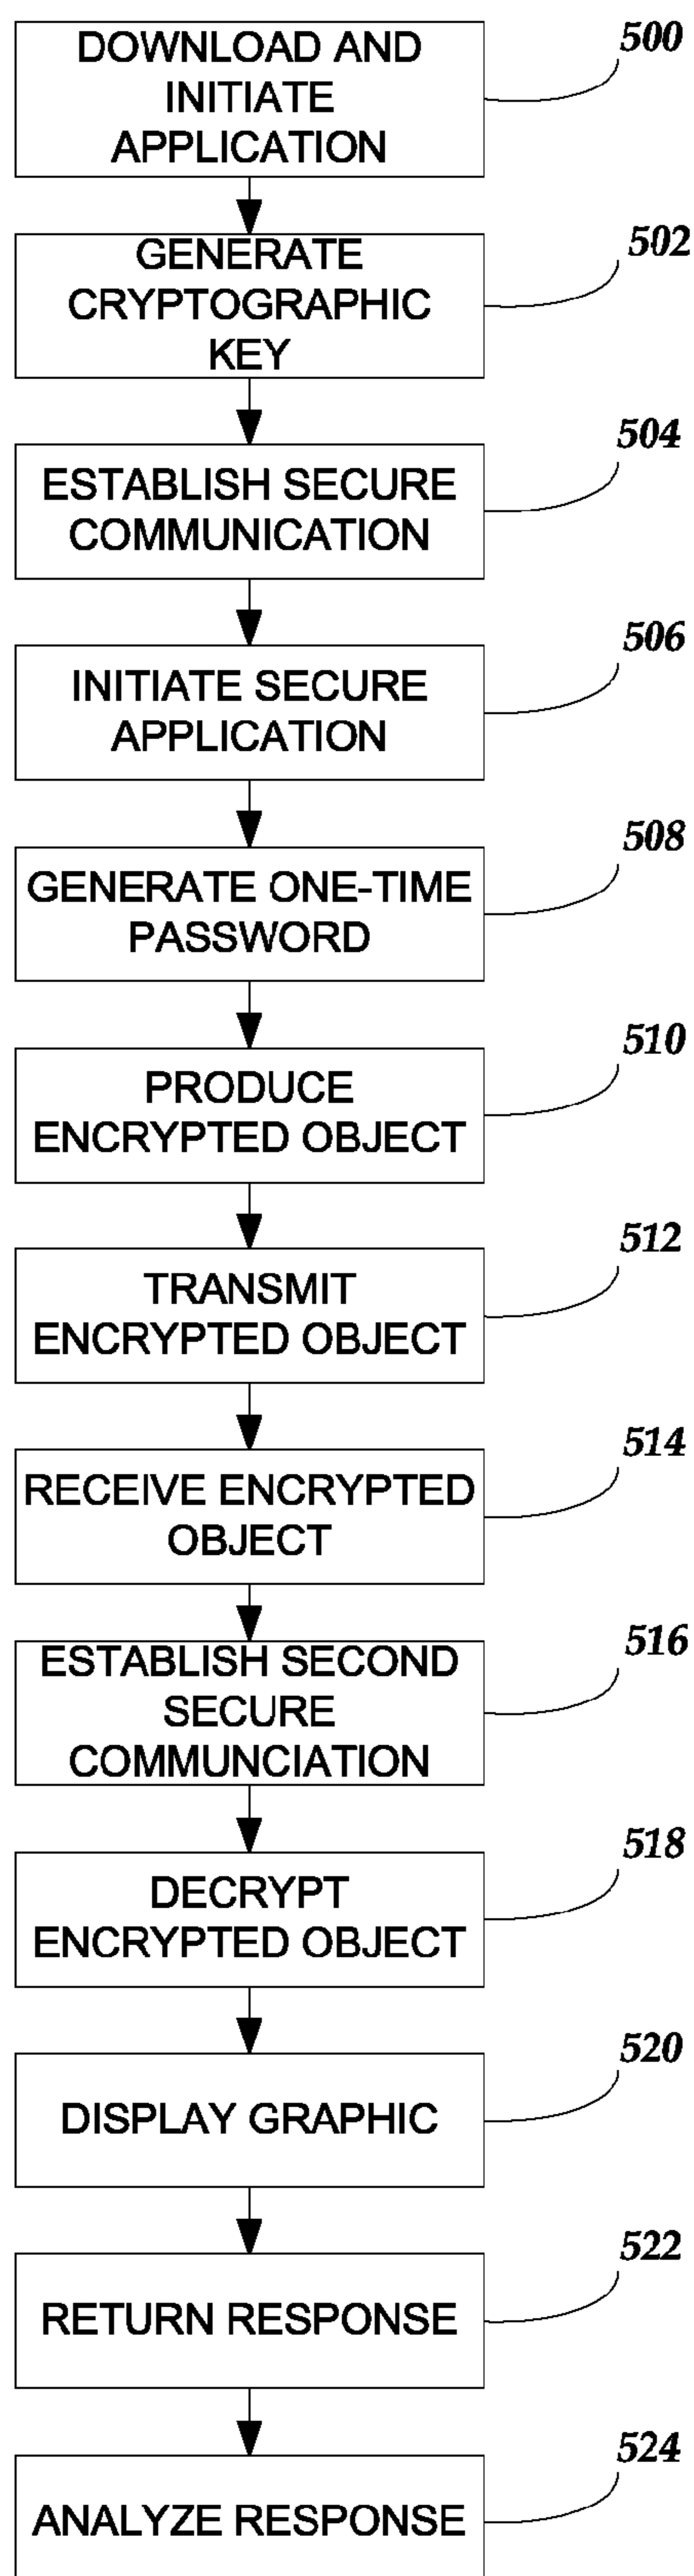 DOWNLOAD AND
INITIATE
APPLICATION
500
GENERATE
CRYPTOGRAPHIC
KEY
502
ESTABLISH SECURE
COMMUNICATION
504
INITIATE SECURE
APPLICATION
506
GENERATE ONE-TIME
PASSWORD
508
PRODUCE
ENCRYPTED OBJECT
510
TRANSMIT
ENCRYPTED OBJECT
512
RECEIVE ENCRYPTED
OBJECT
514
ESTABLISH SECOND
SECURE
COMMUNCIATION
516
DECRYPT
ENCRYPTED OBJECT
518
DISPLAY GRAPHIC
520
RETURN RESPONSE
522
ANALYZE RESPONSE
524